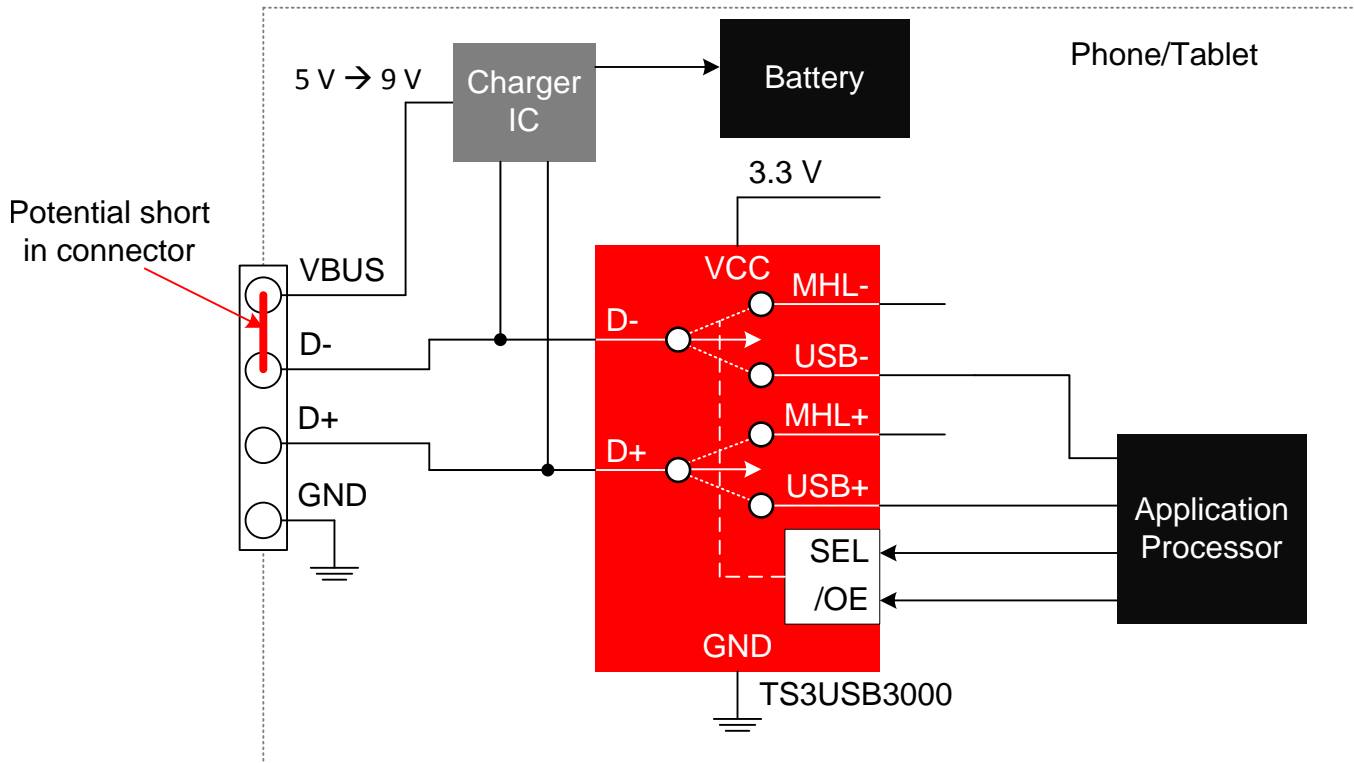 Phone/Tablet
5 V → 9 V
Charger
IC
Battery
3.3 V
Potential short
in connector
VBUS
D-
D+
GND
VCC
MHL-
D-
USB-
MHL+
D+
USB+
SEL
/OE
GND
TS3USB3000
Application
Processor